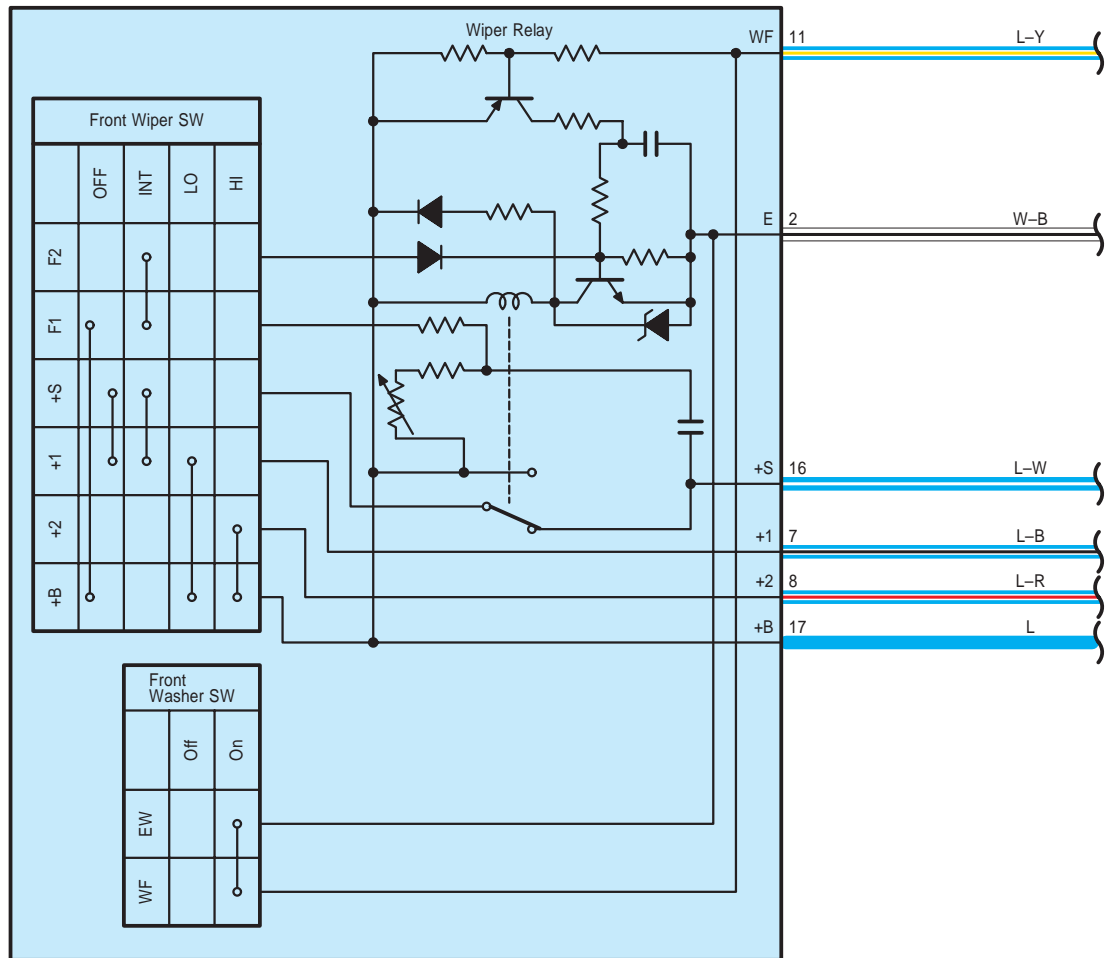 Wiper Relay
WF 11 L–Y
Front Wiper SW
OFF INT LO HI
F2
E 2 W–B
F1
+S
+S 16 L–W
+1
+1 7 L–B
+2
+2 8 L–R
+B
+B 17 L
Front
Washer SW
Off On
EW
WF